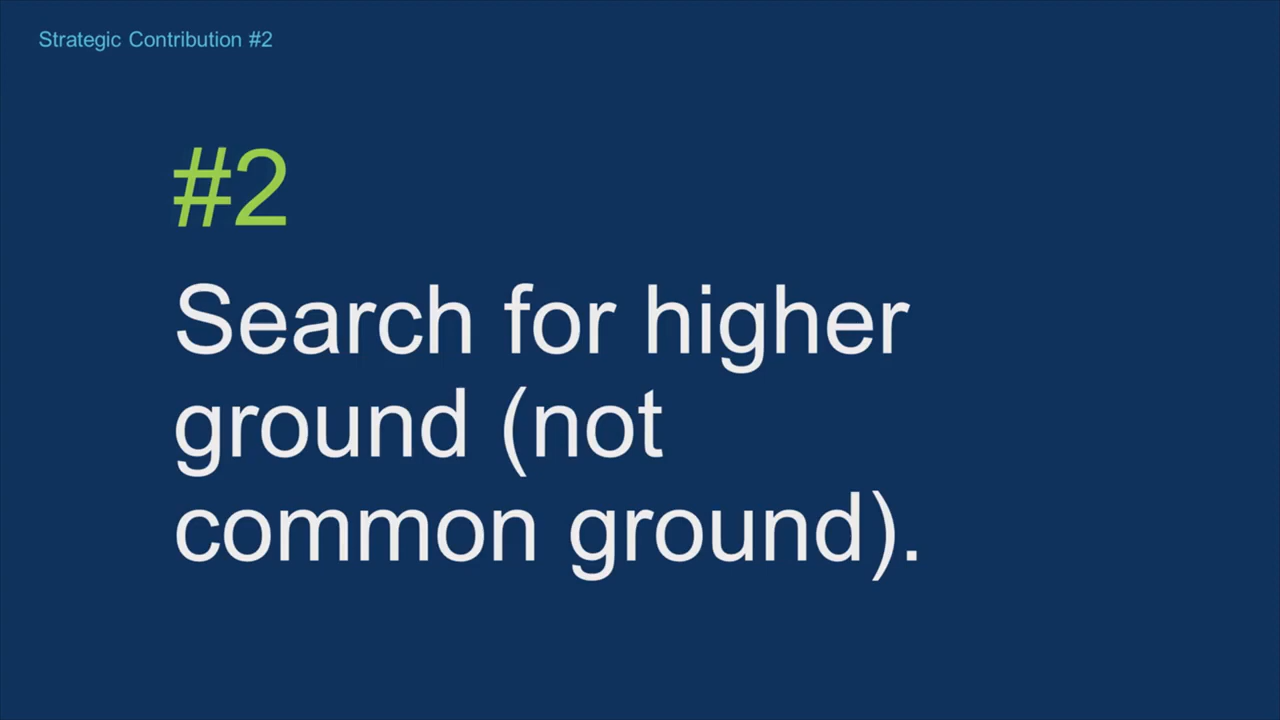 Strategic Contribution #2
#2
Search for higher
ground (not
common ground).